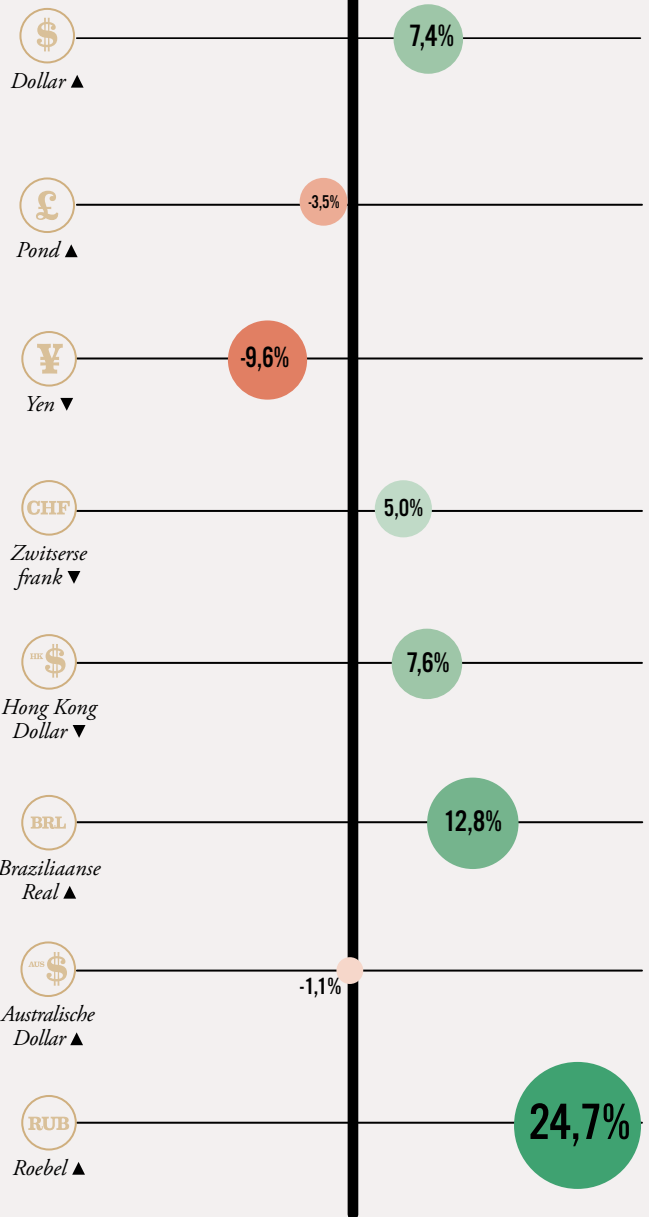 $
7,4%
Dollar ▲
£
-3,5%
Pond ▲
¥
-9,6%
Yen ▼
CHF
5,0%
Zwitserse
frank ▼
HK $
7,6%
Hong Kong
Dollar ▼
BRL
12,8%
Braziliaanse
Real ▲
AUS $
-1,1%
Australische
Dollar ▲
RUB
24,7%
Roebel ▲